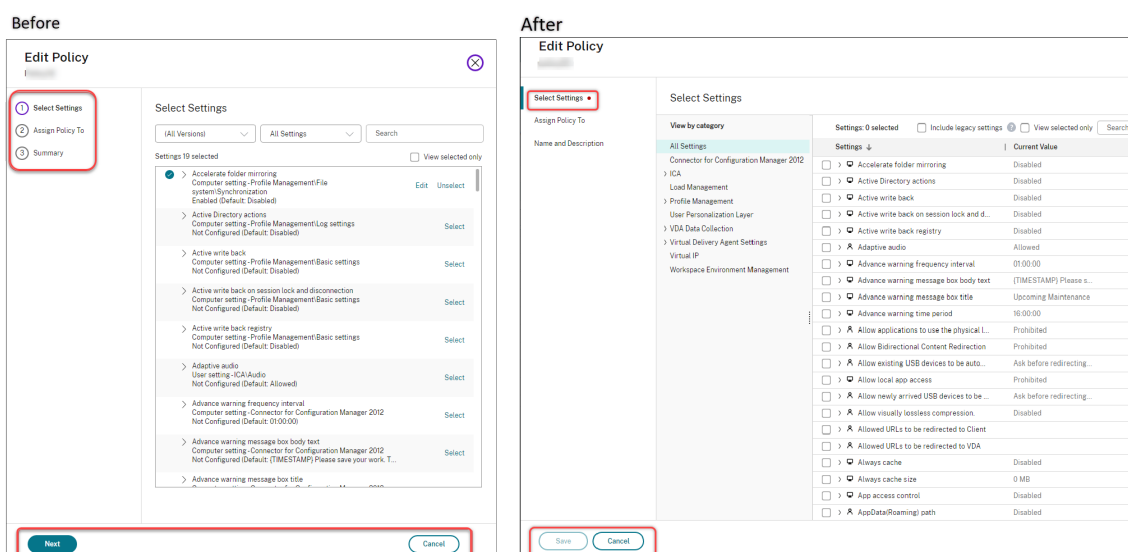 Before
Edit Policy
1 Select Settings
2 Assign Policy To
3 Summary
Select Settings
(All Versions)
All Settings
Search
Settings 19 selected
View selected only
Accelerate folder mirroring
Computer setting - Profile Management\File
system\Synchronization
Enabled (Default: Disabled)
Edit Unselect
Active Directory actions
Computer setting - Profile Management\Log settings
Not Configured (Default: Disabled)
Select
Active write back
Computer setting - Profile Management\Basic settings
Not Configured (Default: Disabled)
Select
Active write back on session lock and disconnection
Computer setting - Profile Management\Basic settings
Not Configured (Default: Disabled)
Select
Active write back registry
Computer setting - Profile Management\Basic settings
Not Configured (Default: Disabled)
Select
Adaptive audio
User setting - ICA\Audio
Not Configured (Default: Allowed)
Select
Advance warning frequency interval
Computer setting - Connector for Configuration Manager 2012
Not Configured (Default: 01:00:00)
Select
Advance warning message box body text
Computer setting - Connector for Configuration Manager 2012
Not Configured (Default: {TIMESTAMP} Please save your work. T...
Select
Advance warning message box title
Next
Cancel
After
Edit Policy
Select Settings
Assign Policy To
Name and Description
Select Settings
View by category
All Settings
Connector for Configuration Manager 2012
ICA
Load Management
Profile Management
User Personalization Layer
VDA Data Collection
Virtual Delivery Agent Settings
Virtual IP
Workspace Environment Management
Settings: 0 selected
Include legacy settings
View selected only
Search
Settings ↓ Current Value
Accelerate folder mirroring Disabled
Active Directory actions Disabled
Active write back Disabled
Active write back on session lock and d... Disabled
Active write back registry Disabled
Adaptive audio Allowed
Advance warning frequency interval 01:00:00
Advance warning message box body text {TIMESTAMP} Please s...
Advance warning message box title Upcoming Maintenance
Advance warning time period 16:00:00
Allow applications to use the physical l... Prohibited
Allow Bidirectional Content Redirection Prohibited
Allow existing USB devices to be auto... Ask before redirecting...
Allow local app access Prohibited
Allow newly arrived USB devices to be ... Ask before redirecting...
Allow visually lossless compression. Disabled
Allowed URLs to be redirected to Client
Allowed URLs to be redirected to VDA
Always cache Disabled
Always cache size 0 MB
App access control Disabled
AppData(Roaming) path Disabled
Save
Cancel